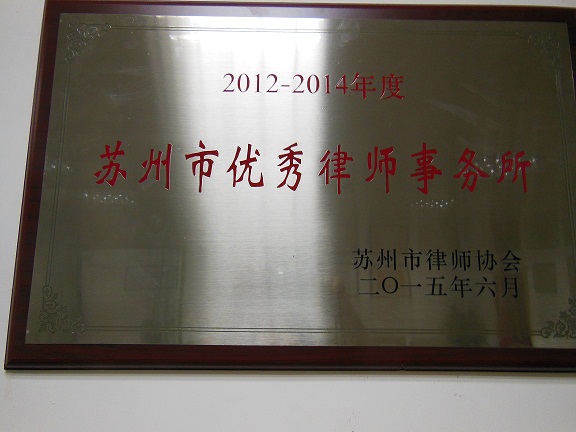 2012-2014年度
苏州市优秀律师事务所
苏州市律师协会
二〇一五年六月